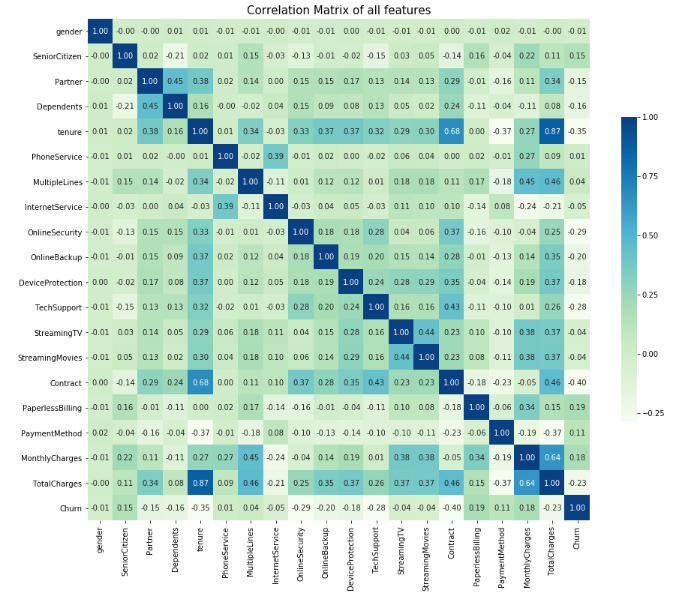 Correlation Matrix of all features
gender 1.00 -0.00 -0.00 0.01 0.01 -0.01 -0.01 -0.00 -0.01 -0.01 0.00 -0.01 -0.01 -0.01 0.00 -0.01 0.02 -0.01 -0.00 -0.01
SeniorCitizen -0.00 1.00 0.02 -0.21 0.02 0.01 0.15 -0.03 -0.13 -0.01 -0.02 -0.15 0.03 0.05 -0.14 0.16 -0.04 0.22 0.11 0.15
Partner -0.00 0.02 1.00 0.45 0.38 0.02 0.14 0.00 0.15 0.15 0.17 0.13 0.14 0.13 0.29 -0.01 -0.16 0.11 0.34 -0.15
Dependents 0.01 -0.21 0.45 1.00 0.16 -0.00 -0.02 0.04 0.15 0.09 0.08 0.13 0.05 0.02 0.24 -0.11 -0.04 -0.11 0.08 -0.16
tenure 0.01 0.02 0.38 0.16 1.00 0.01 0.34 -0.03 0.33 0.37 0.37 0.32 0.29 0.30 0.68 0.00 -0.37 0.27 0.87 -0.35
PhoneService -0.01 0.01 0.02 -0.00 0.01 1.00 -0.02 0.39 -0.01 0.02 0.00 -0.02 0.06 0.04 0.00 0.02 -0.01 0.27 0.09 0.01
MultipleLines -0.01 0.15 0.14 -0.02 0.34 -0.02 1.00 -0.11 0.01 0.12 0.12 0.01 0.18 0.18 0.11 0.17 -0.18 0.45 0.46 0.04
InternetService -0.00 -0.03 0.00 0.04 -0.03 0.39 -0.11 1.00 -0.03 0.04 0.05 -0.03 0.11 0.10 0.10 -0.14 0.08 -0.24 -0.21 -0.05
OnlineSecurity -0.01 -0.13 0.15 0.15 0.33 -0.01 0.01 -0.03 1.00 0.18 0.18 0.28 0.04 0.06 0.37 -0.16 -0.10 -0.04 0.25 -0.29
OnlineBackup -0.01 -0.01 0.15 0.09 0.37 0.02 0.12 0.04 0.18 1.00 0.19 0.20 0.15 0.14 0.28 -0.01 -0.13 0.14 0.35 -0.20
DeviceProtection 0.00 -0.02 0.17 0.08 0.37 0.00 0.12 0.05 0.18 0.19 1.00 0.24 0.28 0.29 0.35 -0.04 -0.14 0.19 0.37 -0.18
TechSupport -0.01 -0.15 0.13 0.13 0.32 -0.02 0.01 -0.03 0.28 0.20 0.24 1.00 0.16 0.16 0.43 -0.11 -0.10 0.01 0.26 -0.28
StreamingTV -0.01 0.03 0.14 0.05 0.29 0.06 0.18 0.11 0.04 0.15 0.28 0.16 1.00 0.44 0.23 0.10 -0.10 0.38 0.37 -0.04
StreamingMovies -0.01 0.05 0.13 0.02 0.30 0.04 0.18 0.10 0.06 0.14 0.29 0.16 0.44 1.00 0.23 0.08 -0.11 0.38 0.37 -0.04
Contract 0.00 -0.14 0.29 0.24 0.68 0.00 0.11 0.10 0.37 0.28 0.35 0.43 0.23 0.23 1.00 -0.18 -0.23 -0.05 0.46 -0.40
PaperlessBilling -0.01 0.16 -0.01 -0.11 0.00 0.02 0.17 -0.14 -0.16 -0.01 -0.04 -0.11 0.10 0.08 -0.18 1.00 -0.06 0.34 0.15 0.19
PaymentMethod 0.02 -0.04 -0.16 -0.04 -0.37 -0.01 -0.18 0.08 -0.10 -0.13 -0.14 -0.10 -0.10 -0.11 -0.23 -0.06 1.00 -0.19 -0.37 0.11
MonthlyCharges -0.01 0.22 0.11 -0.11 0.27 0.27 0.45 -0.24 -0.04 0.14 0.19 0.01 0.38 0.38 -0.05 0.34 -0.19 1.00 0.64 0.18
TotalCharges -0.00 0.11 0.34 0.08 0.87 0.09 0.46 -0.21 0.25 0.35 0.37 0.26 0.37 0.37 0.46 0.15 -0.37 0.64 1.00 -0.23
Churn -0.01 0.15 -0.15 -0.16 -0.35 0.01 0.04 -0.05 -0.29 -0.20 -0.18 -0.28 -0.04 -0.04 -0.40 0.19 0.11 0.18 -0.23 1.00
gender SeniorCitizen Partner Dependents tenure PhoneService MultipleLines InternetService OnlineSecurity OnlineBackup DeviceProtection TechSupport StreamingTV StreamingMovies Contract PaperlessBilling PaymentMethod MonthlyCharges TotalCharges Churn
1.00
0.75
0.50
0.25
0.00
−0.25